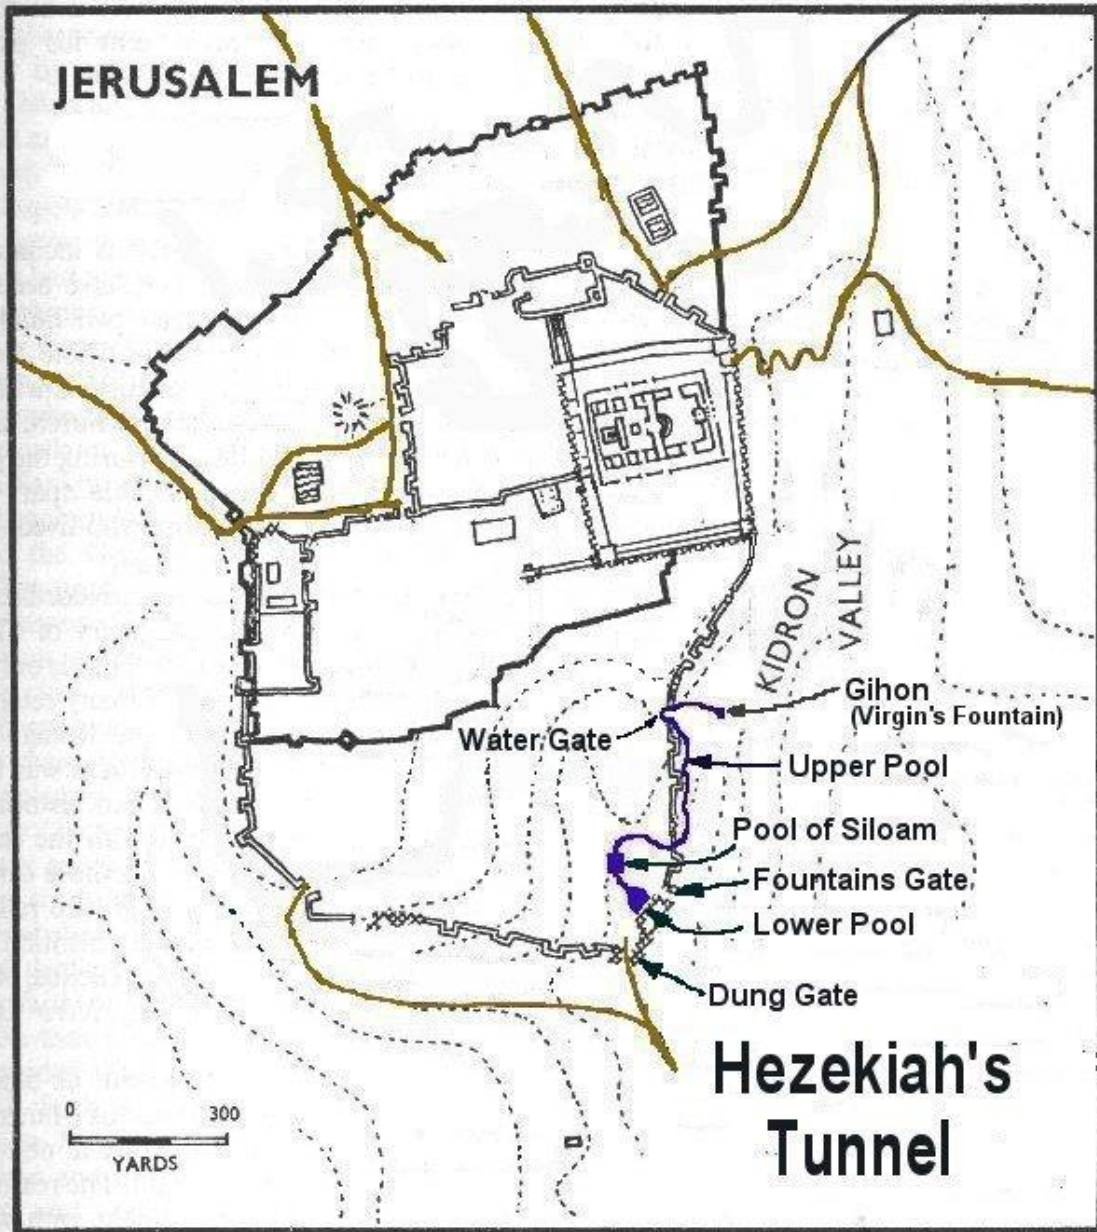 JERUSALEM
KIDRON
VALLEY
Gihon
(Virgin's Fountain)
Water Gate
Upper Pool
Pool of Siloam
Fountains Gate
Lower Pool
Dung Gate
Hezekiah's
Tunnel
0 300
YARDS